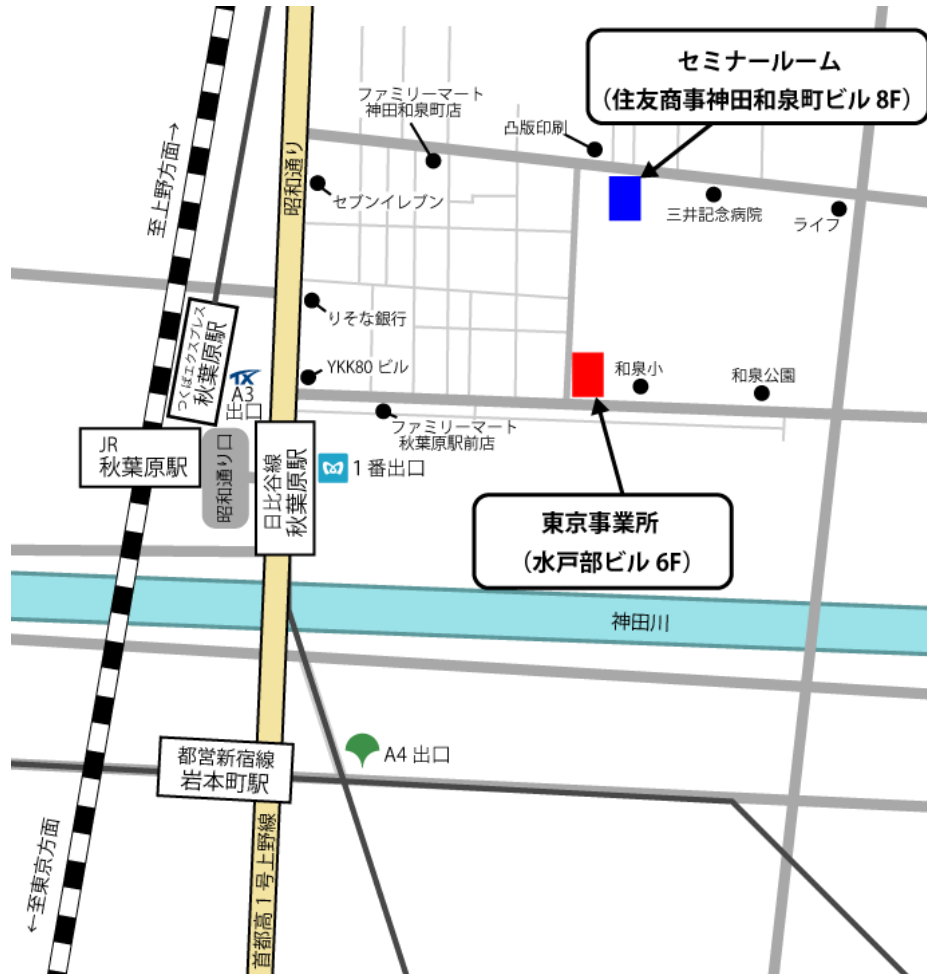 セミナールーム
(住友商事神田和泉町ビル 8F)
ファミリーマート
神田和泉町店
凸版印刷
昭和通り
至上野方面→
セブンイレブン
三井記念病院
ライフ
りそな銀行
つくばエクスプレス
秋葉原駅
TX
A3
出口
YKK80 ビル
和泉小
和泉公園
ファミリーマート
秋葉原駅前店
JR
秋葉原駅
昭和通り口
日比谷線
秋葉原駅
1 番出口
東京事業所
(水戸部ビル 6F)
神田川
都営新宿線
岩本町駅
A4 出口
首都高 1 号上野線
←至東京方面